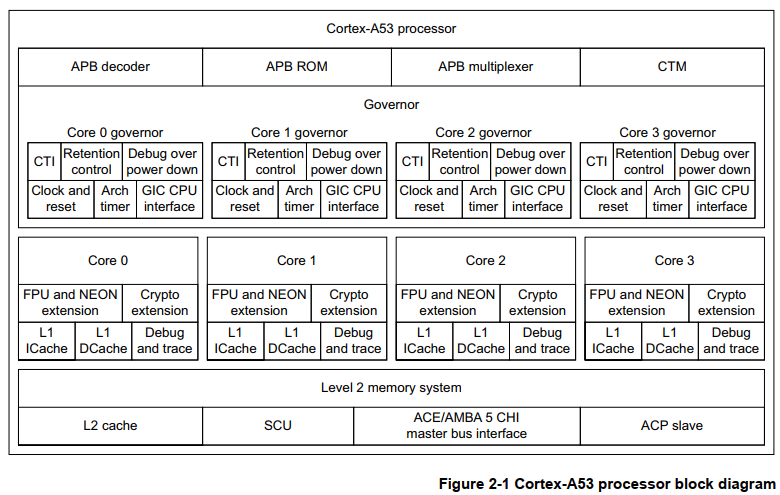 Cortex-A53 processor
APB decoder
APB ROM
APB multiplexer
CTM
Governor
Core 0 governor
CTI
Retention
control
Debug over
power down
Clock and
reset
Arch
timer
GIC CPU
interface
Core 1 governor
CTI
Retention
control
Debug over
power down
Clock and
reset
Arch
timer
GIC CPU
interface
Core 2 governor
CTI
Retention
control
Debug over
power down
Clock and
reset
Arch
timer
GIC CPU
interface
Core 3 governor
CTI
Retention
control
Debug over
power down
Clock and
reset
Arch
timer
GIC CPU
interface
Core 0
FPU and NEON
extension
Crypto
extension
L1
ICache
L1
DCache
Debug
and trace
Core 1
FPU and NEON
extension
Crypto
extension
L1
ICache
L1
DCache
Debug
and trace
Core 2
FPU and NEON
extension
Crypto
extension
L1
ICache
L1
DCache
Debug
and trace
Core 3
FPU and NEON
extension
Crypto
extension
L1
ICache
L1
DCache
Debug
and trace
Level 2 memory system
L2 cache
SCU
ACE/AMBA 5 CHI
master bus interface
ACP slave
Figure 2-1 Cortex-A53 processor block diagram